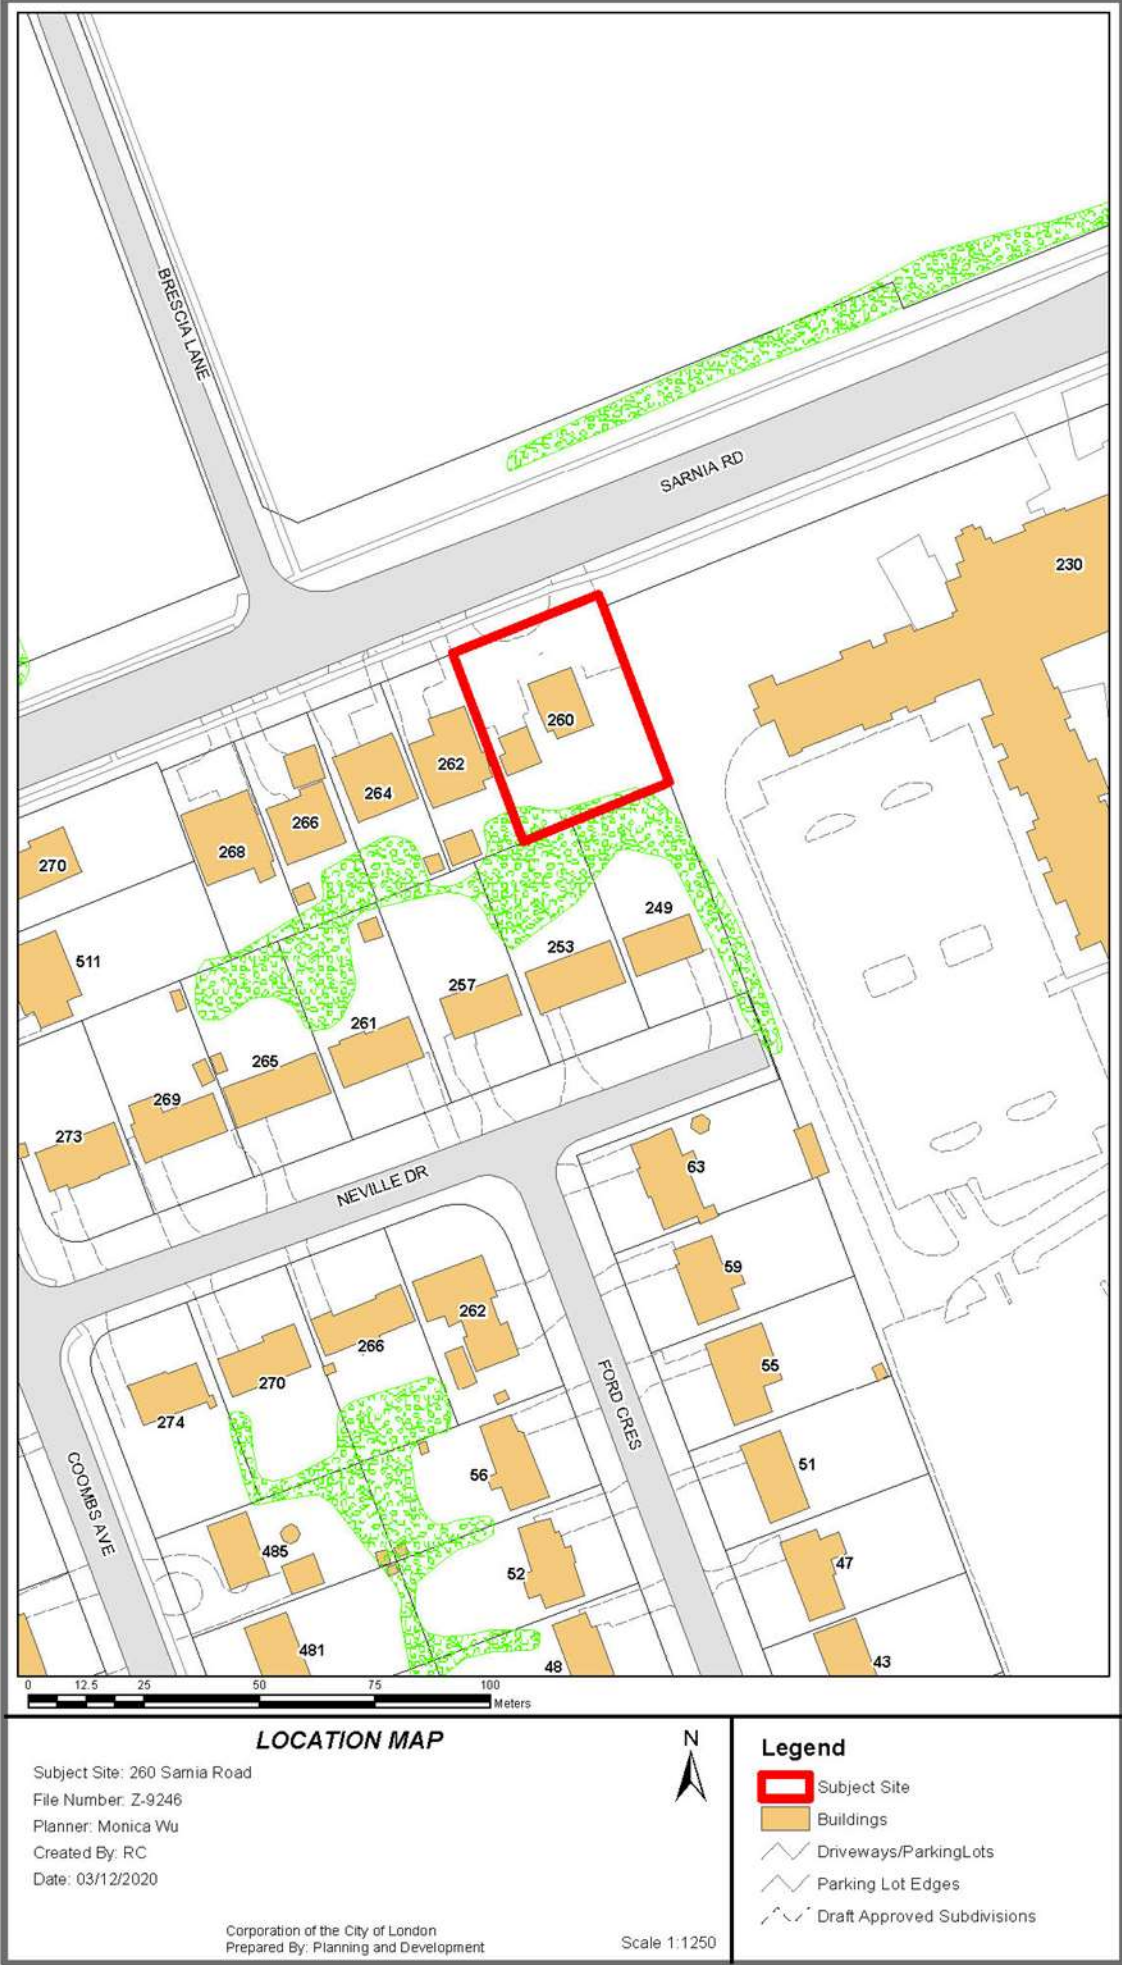 BRESCIA LANE
SARNIA RD
230
260
262
264
266
268
270
511
249
253
257
261
265
269
273
NEVILLE DR
63
59
262
266
270
274
55
FORD CRES
51
56
COOMBS AVE
485
52
47
481
48
43
0 12.5 25 50 75 100
Meters
LOCATION MAP
Subject Site: 260 Sarnia Road
File Number: Z-9246
Planner: Monica Wu
Created By: RC
Date: 03/12/2020
Corporation of the City of London
Prepared By: Planning and Development
N
Scale 1:1250
Legend
Subject Site
Buildings
Driveways/ParkingLots
Parking Lot Edges
Draft Approved Subdivisions